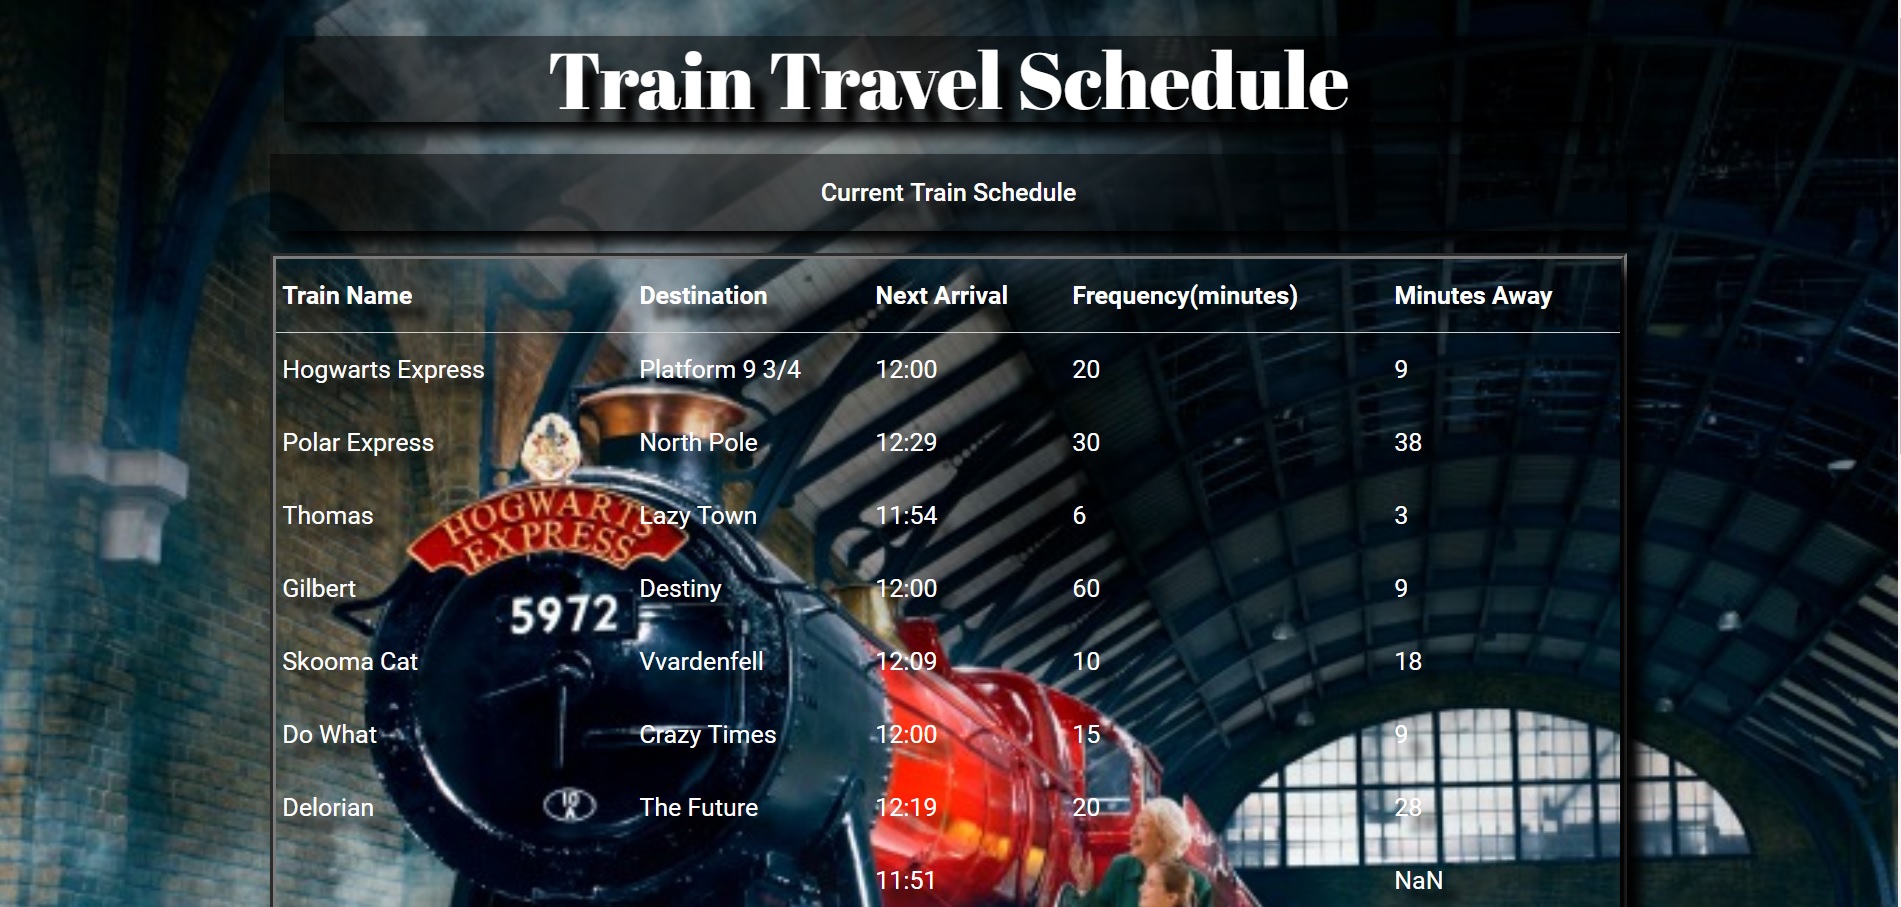 Train Travel Schedule
Current Train Schedule
Train Name Destination Next Arrival Frequency(minutes) Minutes Away
Hogwarts Express Platform 9 3/4 12:00 20 9
Polar Express North Pole 12:29 30 38
Thomas Lazy Town 11:54 6 3
Gilbert Destiny 12:00 60 9
Skooma Cat Vvardenfell 12:09 10 18
Do What Crazy Times 12:00 15 9
Delorian The Future 12:19 20 28
11:51 NaN
HOGWARTS
EXPRESS
5972